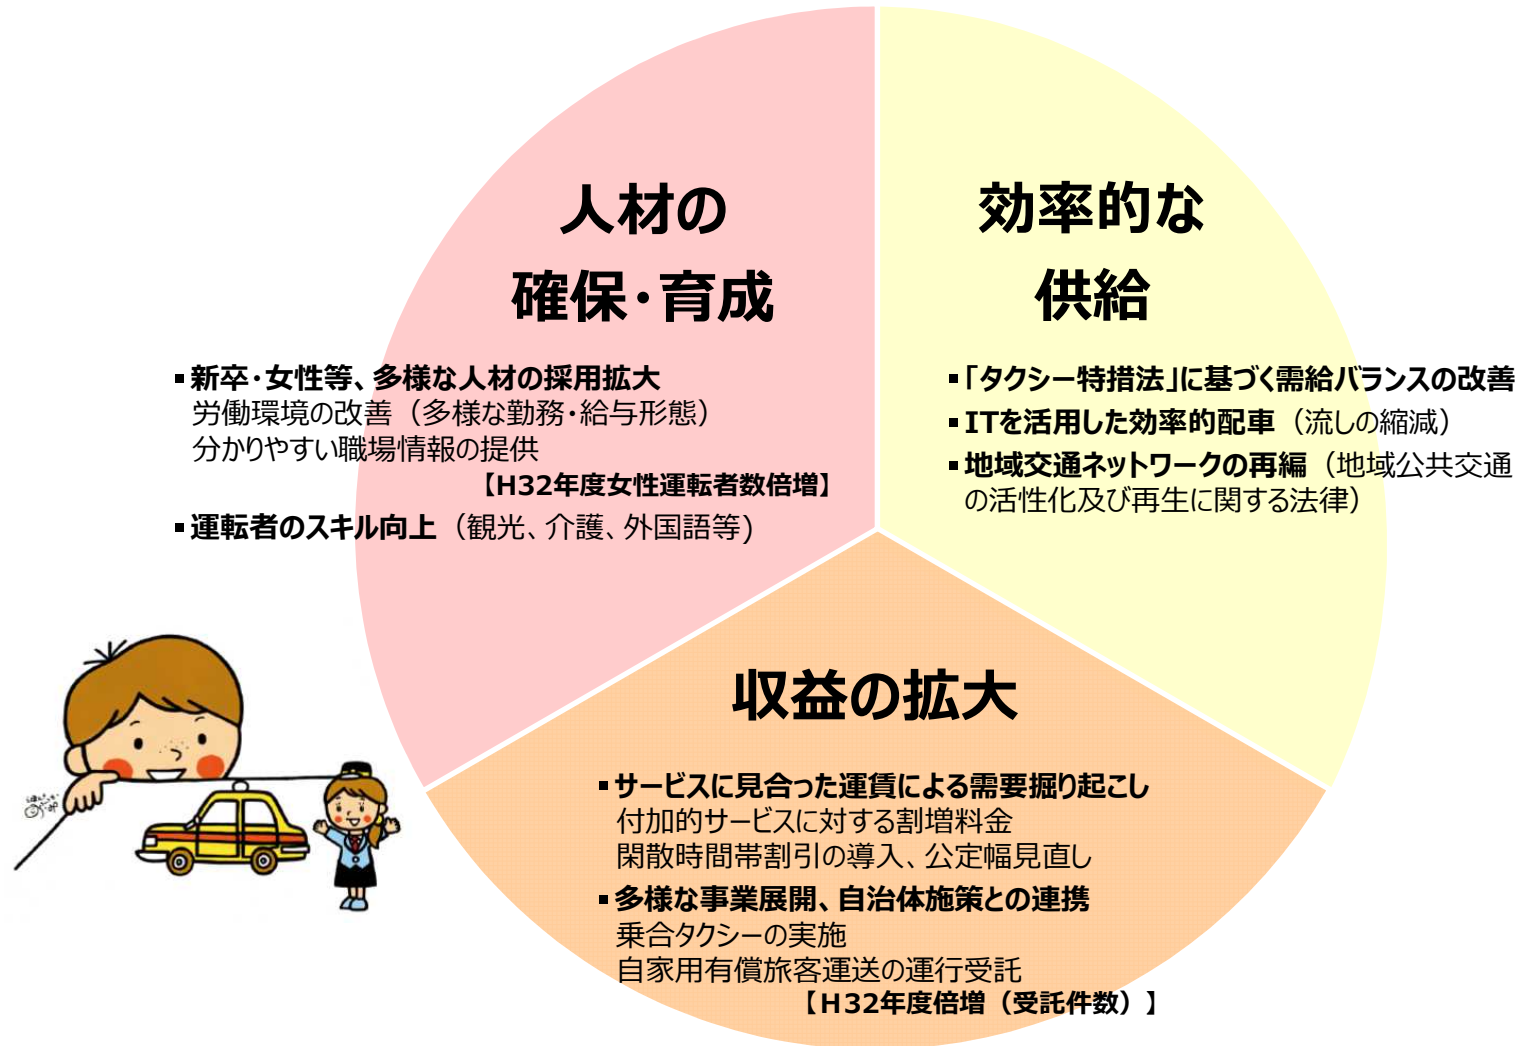 人材の
確保・育成
▪新卒・女性等、多様な人材の採用拡大
労働環境の改善（多様な勤務・給与形態）
分かりやすい職場情報の提供
【H32年度女性運転者数倍増】
▪運転者のスキル向上（観光、介護、外国語等)
効率的な
供給
▪「タクシー特措法」に基づく需給バランスの改善
▪ITを活用した効率的配車（流しの縮減）
▪地域交通ネットワークの再編（地域公共交通
の活性化及び再生に関する法律）
収益の拡大
▪サービスに見合った運賃による需要掘り起こし
付加的サービスに対する割増料金
閑散時間帯割引の導入、公定幅見直し
▪多様な事業展開、自治体施策との連携
乗合タクシーの実施
自家用有償旅客運送の運行受託
【H32年度倍増（受託件数）】